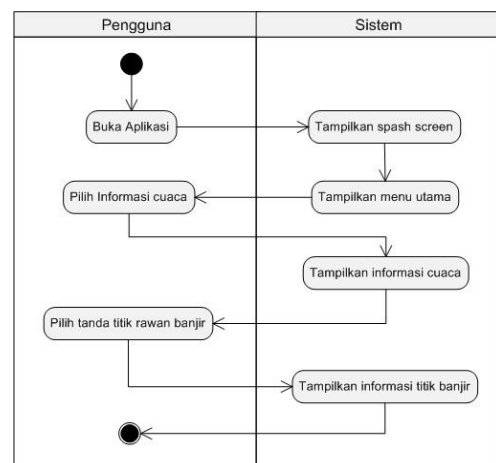 Pengguna
Sistem
Buka Aplikasi
Tampilkan spash screen
Pilih Informasi cuaca
Tampilkan menu utama
Tampilkan informasi cuaca
Pilih tanda titik rawan banjir
Tampilkan informasi titik banjir